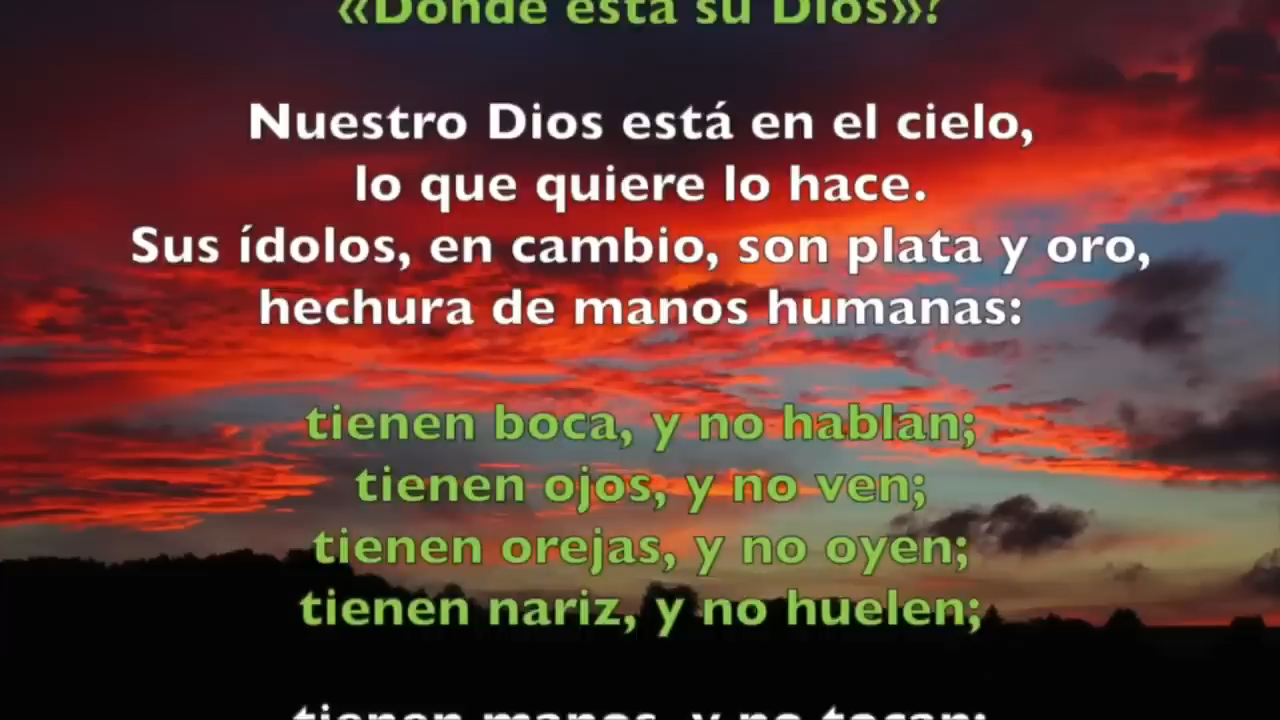 «Dónde está su Dios»?
Nuestro Dios está en el cielo,
lo que quiere lo hace.
Sus ídolos, en cambio, son plata y oro,
hechura de manos humanas:
tienen boca, y no hablan;
tienen ojos, y no ven;
tienen orejas, y no oyen;
tienen nariz, y no huelen;
tienen manos, y no tocan;